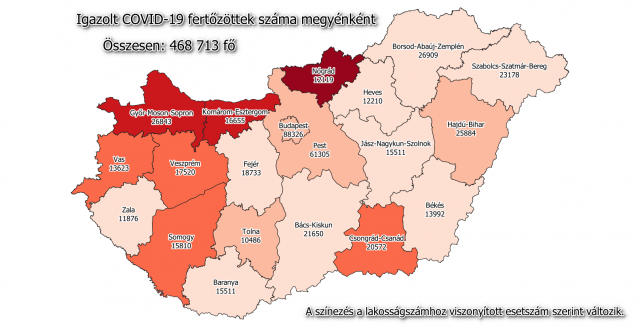 Igazolt COVID-19 fertőzöttek száma megyénként
Összesen: 468 713 fő
Borsod-Abaúj-Zemplén
26909
Szabolcs-Szatmár-Bereg
23178
Nógrád
12119
Heves
12210
Győr-Moson-Sopron
26843
Komárom-Esztergom
16655
Budapest
88326
Hajdú-Bihar
25884
Pest
61305
Jász-Nagykun-Szolnok
15511
Vas
13623
Veszprém
17520
Fejér
18733
Zala
11876
Békés
13992
Somogy
15810
Tolna
10486
Bács-Kiskun
21650
Csongrád-Csanád
20572
Baranya
15511
A színezés a lakosságszámhoz viszonyított esetszám szerint változik.